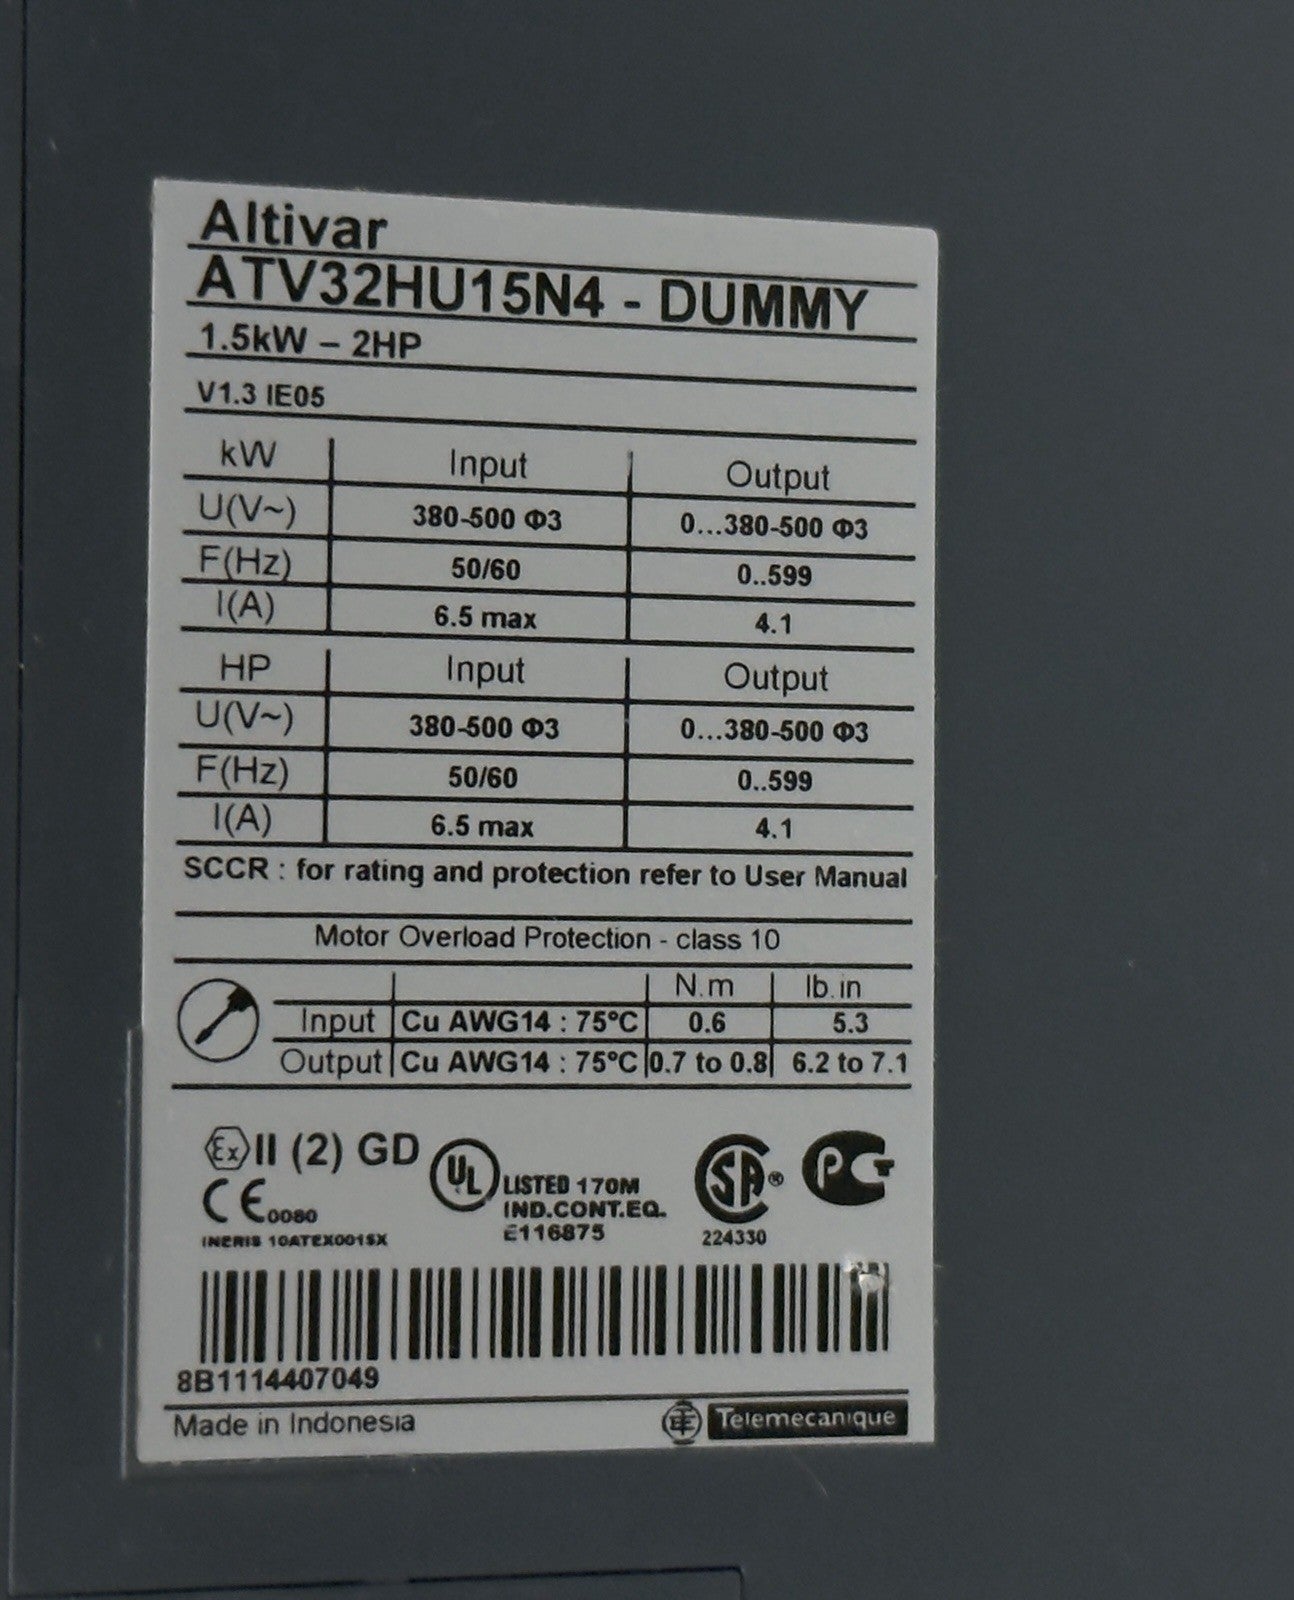 Altivar
ATV32HU15N4 - DUMMY
1.5kW – 2HP
V1.3 IE05
kW Input Output
U(V~) 380-500 Φ3 0...380-500 Φ3
F(Hz) 50/60 0..599
I(A) 6.5 max 4.1
HP Input Output
U(V~) 380-500 Φ3 0...380-500 Φ3
F(Hz) 50/60 0..599
I(A) 6.5 max 4.1
SCCR : for rating and protection refer to User Manual
Motor Overload Protection - class 10
N.m lb.in
Input Cu AWG14 : 75°C 0.6 5.3
Output Cu AWG14 : 75°C 0.7 to 0.8 6.2 to 7.1
Ex II (2) GD
CE 0080
INERIS 10ATEX0015X
UL LISTED 170M
IND.CONT.EQ.
E116875
SA®
224330
PC
8B1114407049
Made in Indonesia
TE Telemecanique